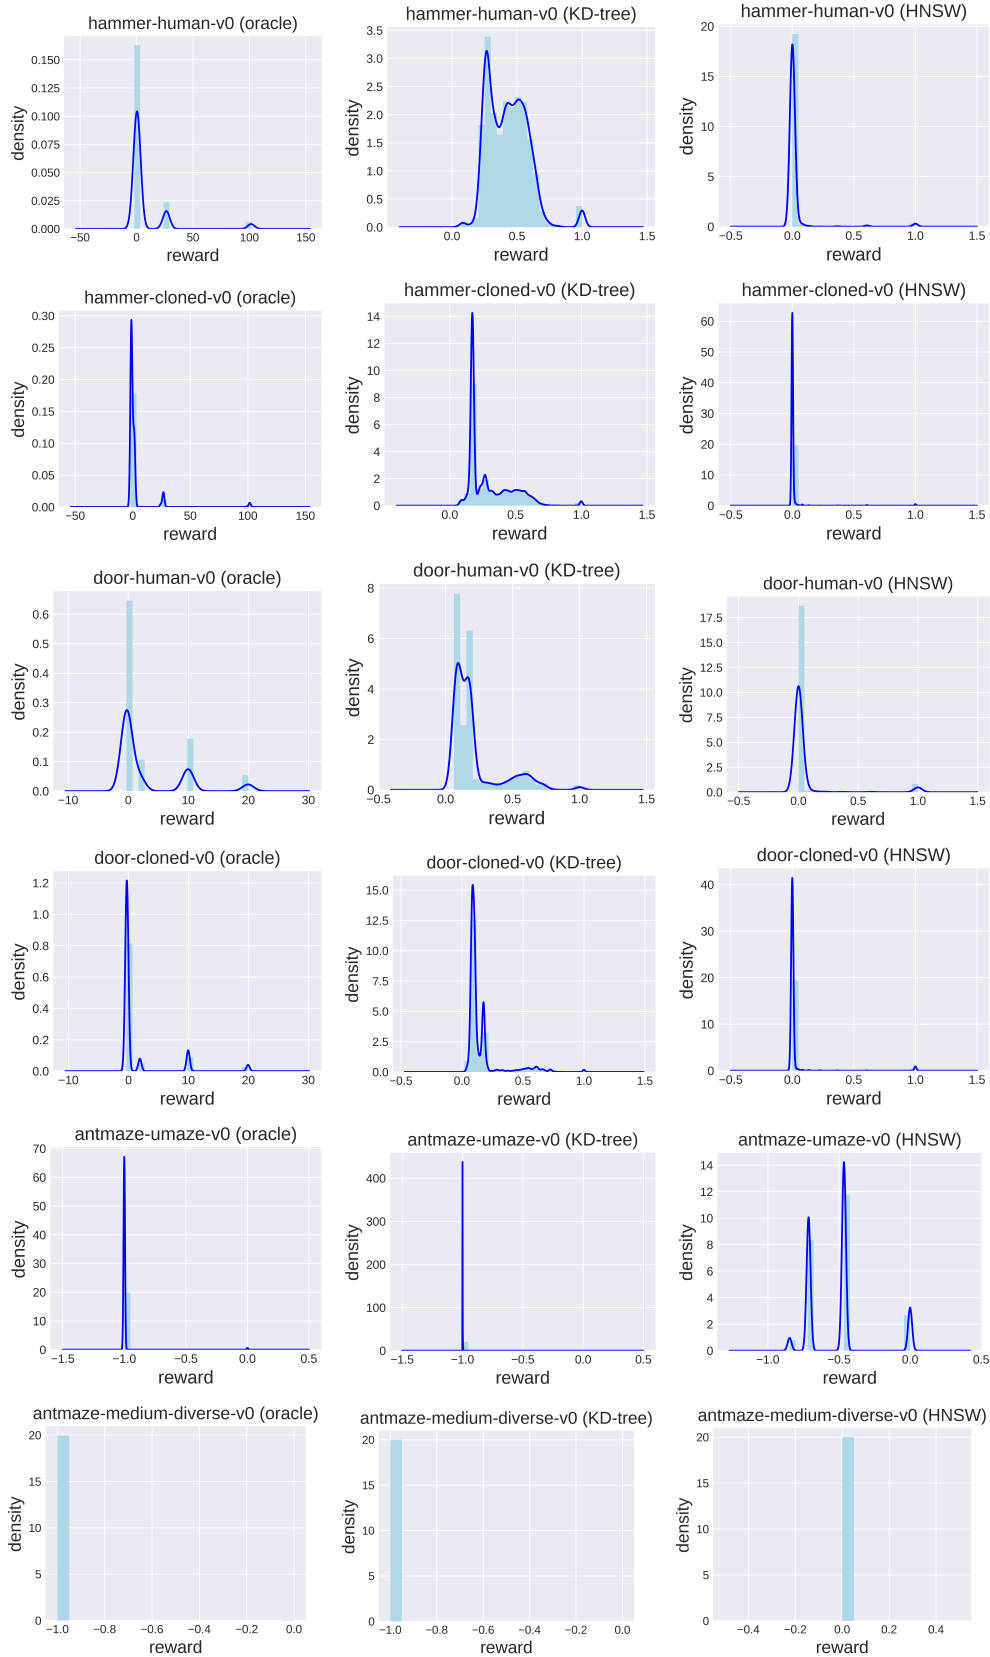 hammer-human-v0 (oracle)
0.150
0.125
0.100
0.075
0.050
0.025
0.000
density
−50 0 50 100 150
reward
hammer-human-v0 (KD-tree)
3.5
3.0
2.5
2.0
1.5
1.0
0.5
0.0
density
0.0 0.5 1.0 1.5
reward
hammer-human-v0 (HNSW)
20
15
10
5
0
density
−0.5 0.0 0.5 1.0 1.5
reward
hammer-cloned-v0 (oracle)
0.30
0.25
0.20
0.15
0.10
0.05
0.00
density
−50 0 50 100 150
reward
hammer-cloned-v0 (KD-tree)
14
12
10
8
6
4
2
0
density
0.0 0.5 1.0 1.5
reward
hammer-cloned-v0 (HNSW)
60
50
40
30
20
10
0
density
−0.5 0.0 0.5 1.0 1.5
reward
door-human-v0 (oracle)
0.6
0.5
0.4
0.3
0.2
0.1
0.0
density
−10 0 10 20 30
reward
door-human-v0 (KD-tree)
8
6
4
2
0
density
−0.5 0.0 0.5 1.0 1.5
reward
door-human-v0 (HNSW)
17.5
15.0
12.5
10.0
7.5
5.0
2.5
0.0
density
−0.5 0.0 0.5 1.0 1.5
reward
door-cloned-v0 (oracle)
1.2
1.0
0.8
0.6
0.4
0.2
0.0
density
−10 0 10 20 30
reward
door-cloned-v0 (KD-tree)
15.0
12.5
10.0
7.5
5.0
2.5
0.0
density
−0.5 0.0 0.5 1.0 1.5
reward
door-cloned-v0 (HNSW)
40
30
20
10
0
density
−0.5 0.0 0.5 1.0 1.5
reward
antmaze-umaze-v0 (oracle)
70
60
50
40
30
20
10
0
density
−1.5 −1.0 −0.5 0.0 0.5
reward
antmaze-umaze-v0 (KD-tree)
400
300
200
100
0
density
−1.5 −1.0 −0.5 0.0 0.5
reward
antmaze-umaze-v0 (HNSW)
14
12
10
8
6
4
2
0
density
−1.0 −0.5 0.0 0.5
reward
antmaze-medium-diverse-v0 (oracle)
20
15
10
5
0
density
−1.0 −0.8 −0.6 −0.4 −0.2 0.0
reward
antmaze-medium-diverse-v0 (KD-tree)
20
15
10
5
0
density
−1.0 −0.8 −0.6 −0.4 −0.2 0.0
reward
antmaze-medium-diverse-v0 (HNSW)
20
15
10
5
0
density
−0.4 −0.2 0.0 0.2 0.4
reward